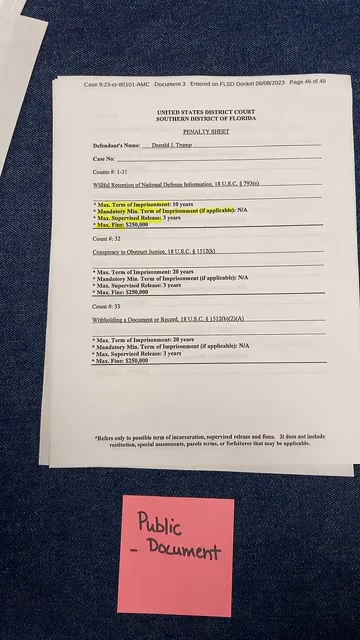 Case 9:23-cr-80101-AMC Document 3 Entered on FLSD Docket 06/08/2023 Page 46 of 49
UNITED STATES DISTRICT COURT
SOUTHERN DISTRICT OF FLORIDA
PENALTY SHEET
Defendant's Name: Donald J. Trump
Case No:
Counts #: 1-31
Willful Retention of National Defense Information, 18 U.S.C. § 793(e)
* Max. Term of Imprisonment: 10 years
* Mandatory Min. Term of Imprisonment (if applicable): N/A
* Max. Supervised Release: 3 years
* Max. Fine: $250,000
Count #: 32
Conspiracy to Obstruct Justice, 18 U.S.C. § 1512(k)
* Max. Term of Imprisonment: 20 years
* Mandatory Min. Term of Imprisonment (if applicable): N/A
* Max. Supervised Release: 3 years
* Max. Fine: $250,000
Count #: 33
Withholding a Document or Record, 18 U.S.C. § 1512(b)(2)(A)
* Max. Term of Imprisonment: 20 years
* Mandatory Min. Term of Imprisonment (if applicable): N/A
* Max. Supervised Release: 3 years
* Max. Fine: $250,000
*Refers only to possible term of incarceration, supervised release and fines. It does not include
restitution, special assessments, parole terms, or forfeitures that may be applicable.
Public
- Document